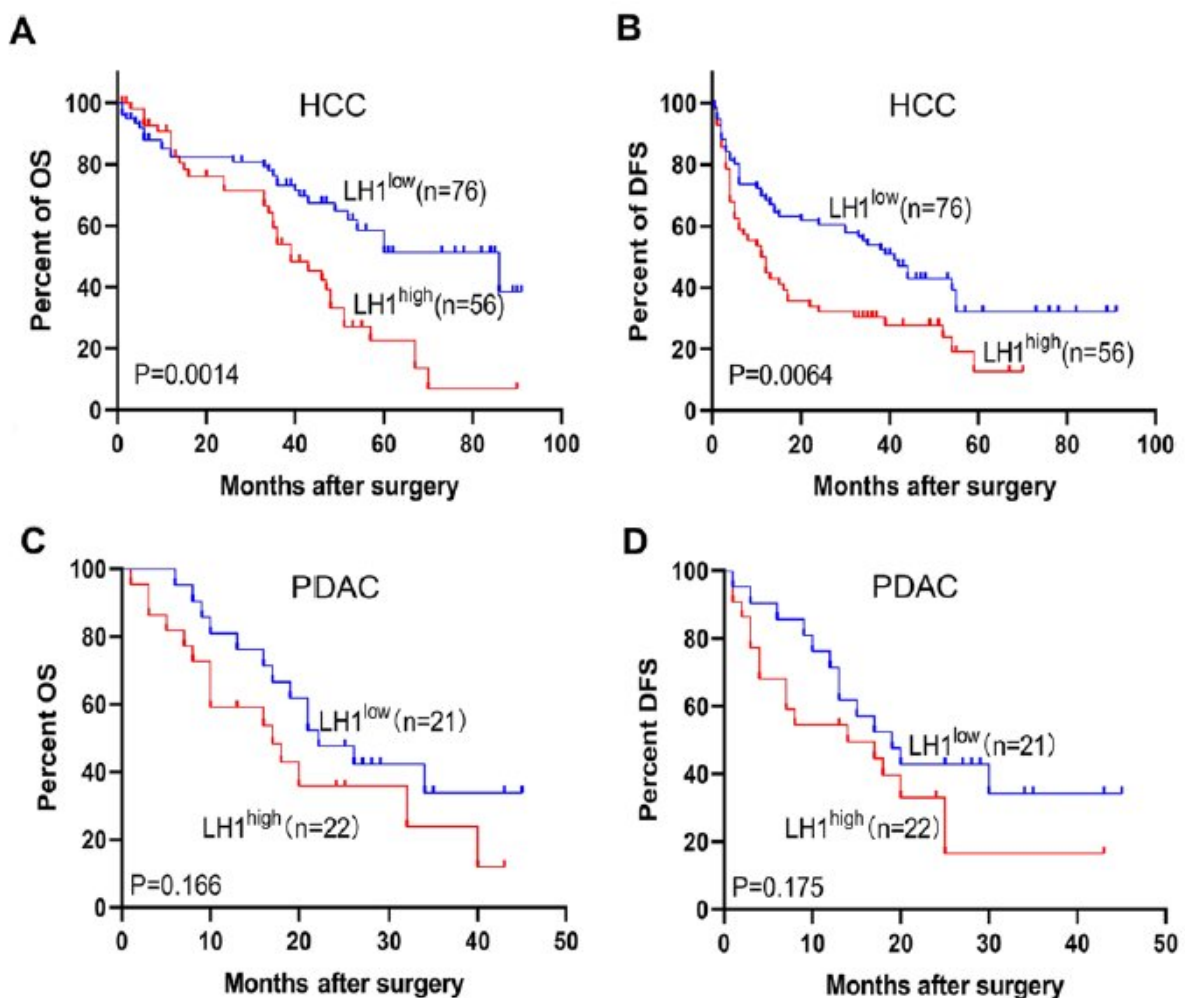 A
HCC
Percent of OS
100
80
60
40
20
0
LH1low(n=76)
LH1high(n=56)
P=0.0014
0 20 40 60 80 100
Months after surgery
B
HCC
Percent of DFS
100
80
60
40
20
0
LH1low(n=76)
LH1high(n=56)
P=0.0064
0 20 40 60 80 100
Months after surgery
C
PDAC
Percent OS
100
80
60
40
20
0
LH1low(n=21)
LH1high(n=22)
P=0.166
0 10 20 30 40 50
Months after surgery
D
PDAC
Percent DFS
100
80
60
40
20
0
LH1low(n=21)
LH1high(n=22)
P=0.175
0 10 20 30 40 50
Months after surgery